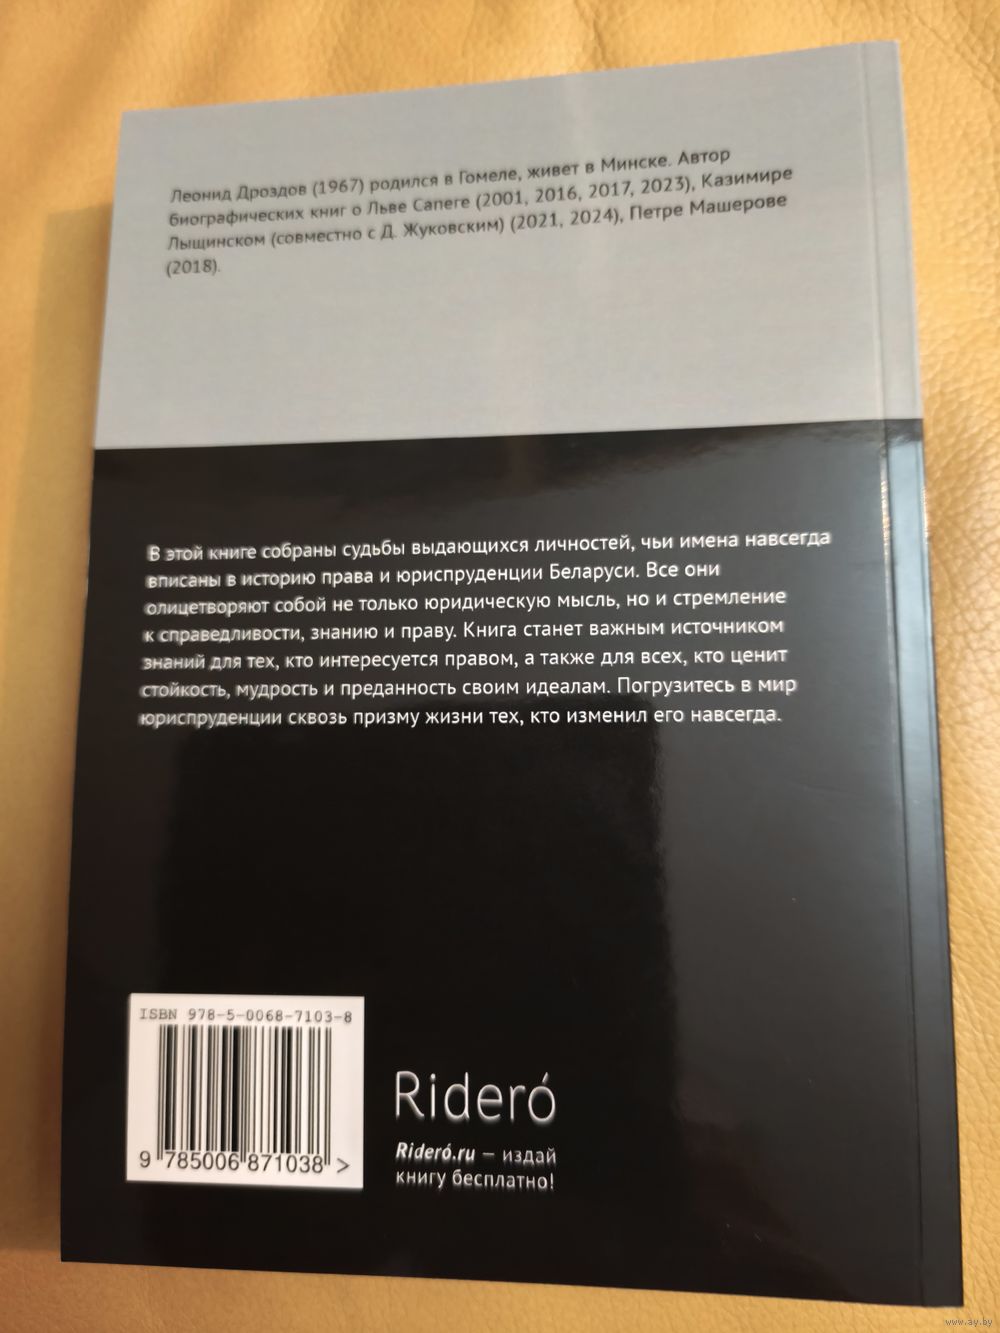 Леонид Дроздов (1967) родился в Гомеле, живет в Минске. Автор
биографических книг о Льве Сапеге (2001, 2016, 2017, 2023), Казимире
Лыщинском (совместно с Д. Жуковским) (2021, 2024), Петре Машерове
(2018).
В этой книге собраны судьбы выдающихся личностей, чьи имена навсегда
вписаны в историю права и юриспруденции Беларуси. Все они
олицетворяют собой не только юридическую мысль, но и стремление
к справедливости, знанию и праву. Книга станет важным источником
знаний для тех, кто интересуется правом, а также для всех, кто ценит
стойкость, мудрость и преданность своим идеалам. Погрузитесь в мир
юриспруденции сквозь призму жизни тех, кто изменил его навсегда.
ISBN 978-5-0068-7103-8
9 785006 871038 >
Rideró
Rideró.ru — издай
книгу бесплатно!
www.ay.by